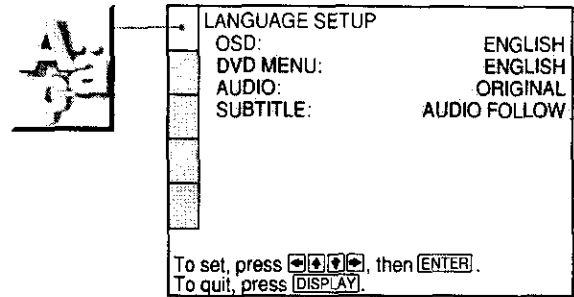 LANGUAGE SETUP
OSD: ENGLISH
DVD MENU: ENGLISH
AUDIO: ORIGINAL
SUBTITLE: AUDIO FOLLOW
To set, press ←↑↓→, then ENTER.
To quit, press DISPLAY.